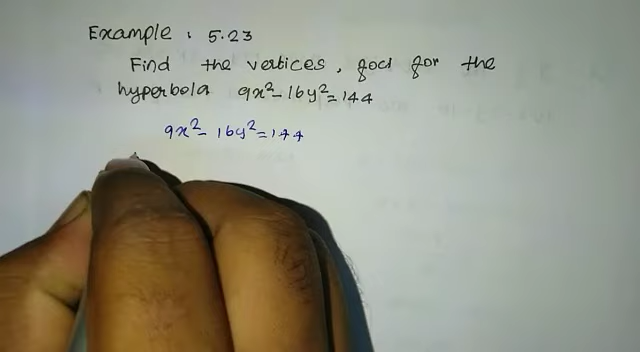 Example : 5.23
Find the vertices, foci for the
hyperbola 9x²-16y²=144
9x²-16y²=144